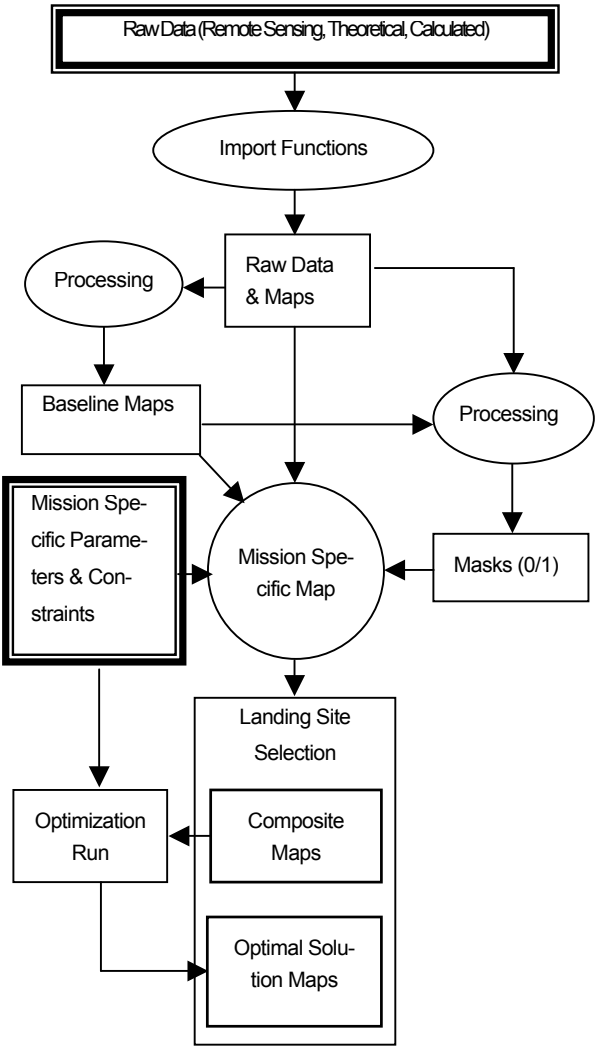 Raw Data (Remote Sensing, Theoretical, Calculated)
Import Functions
Raw Data
& Maps
Processing
Baseline Maps
Processing
Mission Spe-
cific Parame-
ters & Con-
straints
Mission Spe-
cific Map
Masks (0/1)
Landing Site
Selection
Optimization
Run
Composite
Maps
Optimal Solu-
tion Maps